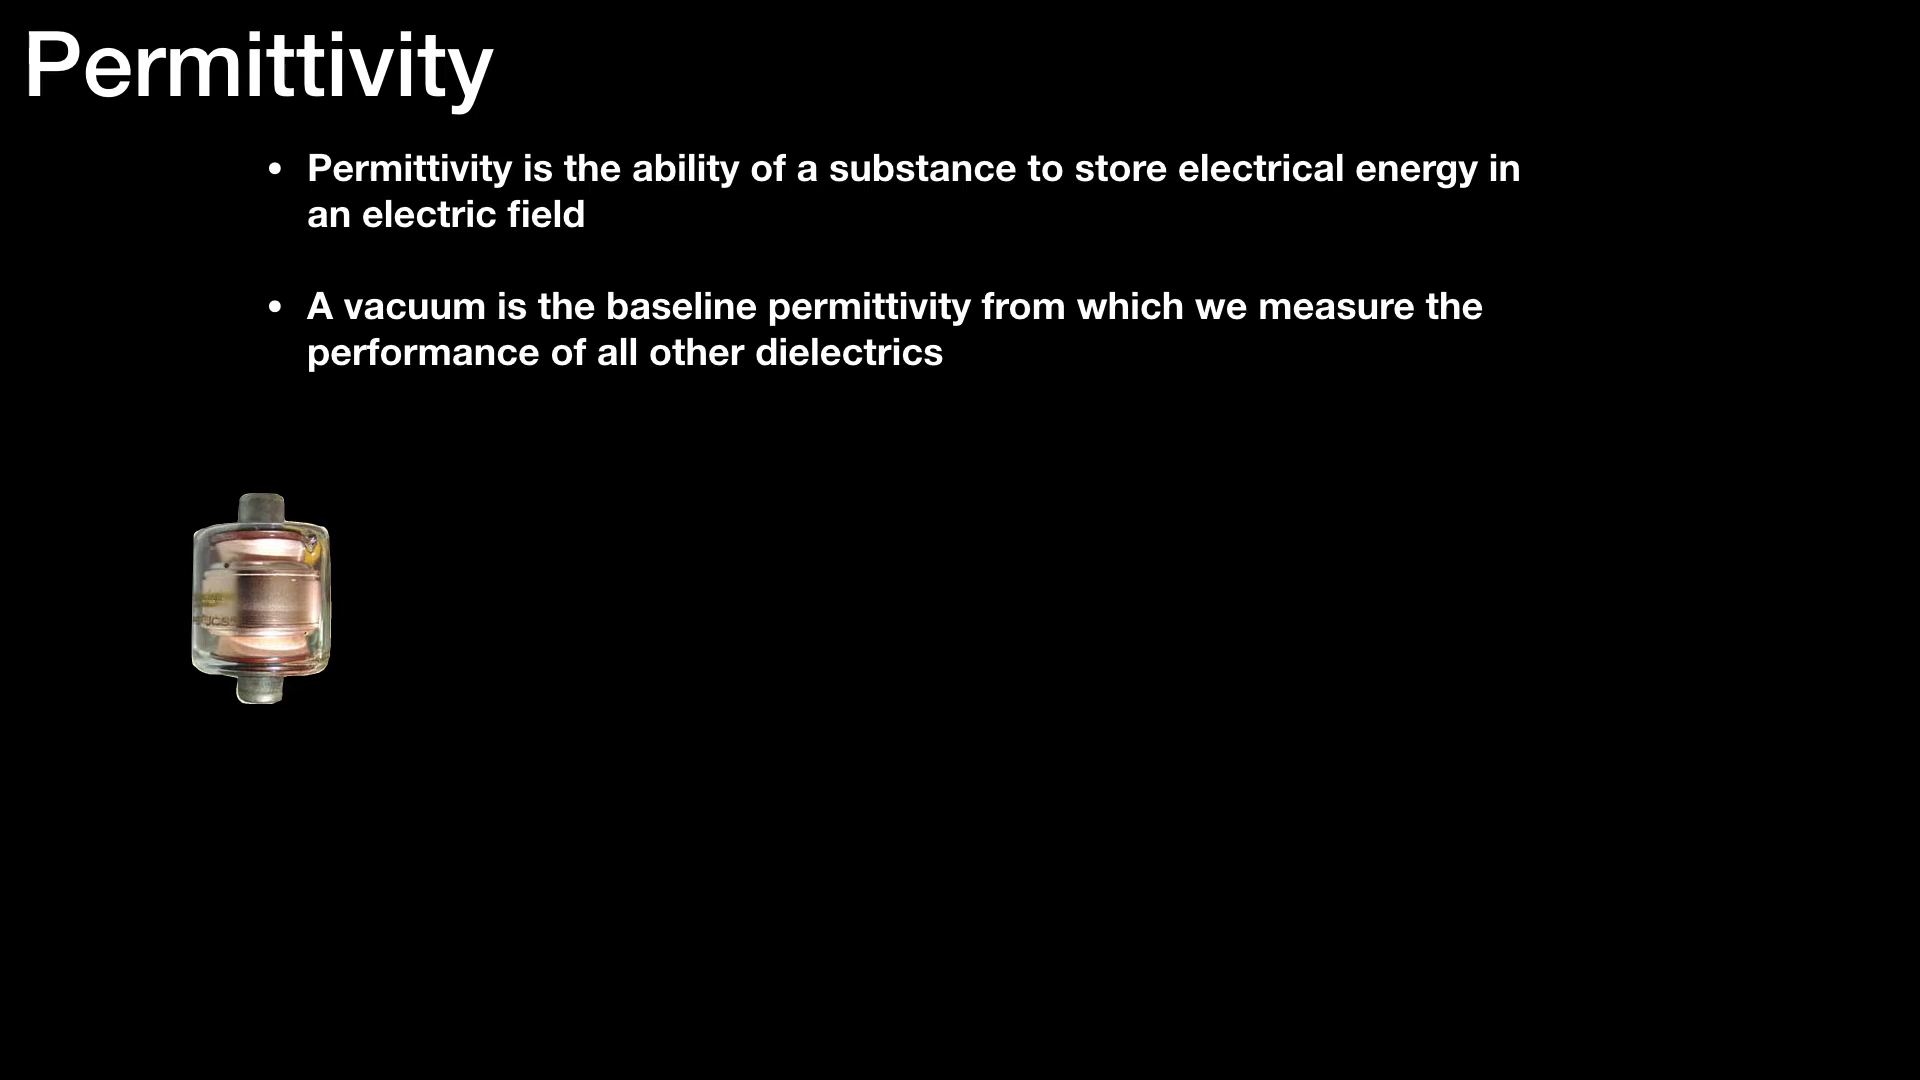 Permittivity
• Permittivity is the ability of a substance to store electrical energy in
an electric field
• A vacuum is the baseline permittivity from which we measure the
performance of all other dielectrics